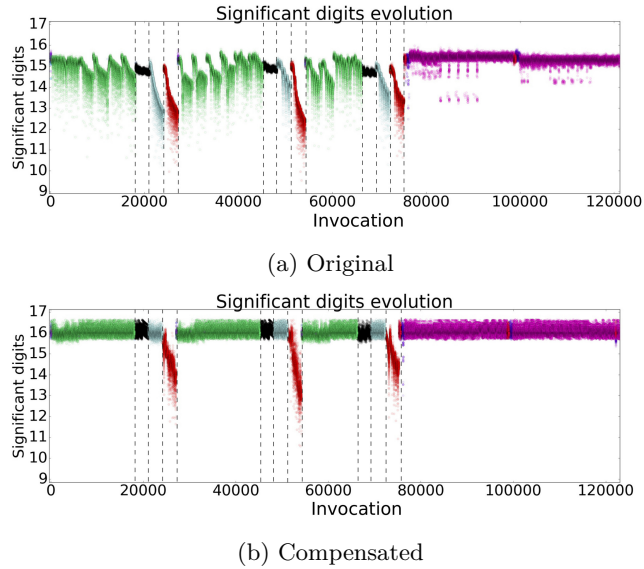 Significant digits evolution
17
16
15
14
13
12
11
10
9
Significant digits
0 20000 40000 60000 80000 100000 120000
Invocation
(a) Original
Significant digits evolution
17
16
15
14
13
12
11
10
9
Significant digits
0 20000 40000 60000 80000 100000 120000
Invocation
(b) Compensated